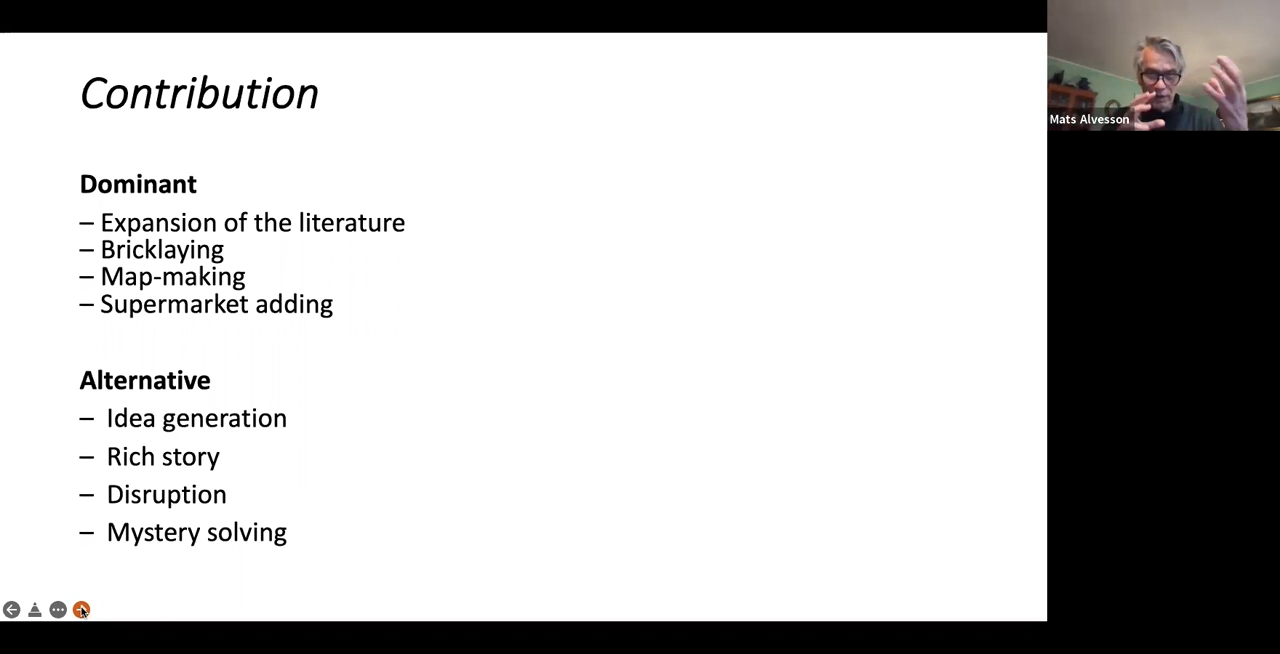 Contribution
Dominant
– Expansion of the literature
– Bricklaying
– Map-making
– Supermarket adding
Alternative
– Idea generation
– Rich story
– Disruption
– Mystery solving
Mats Alvesson